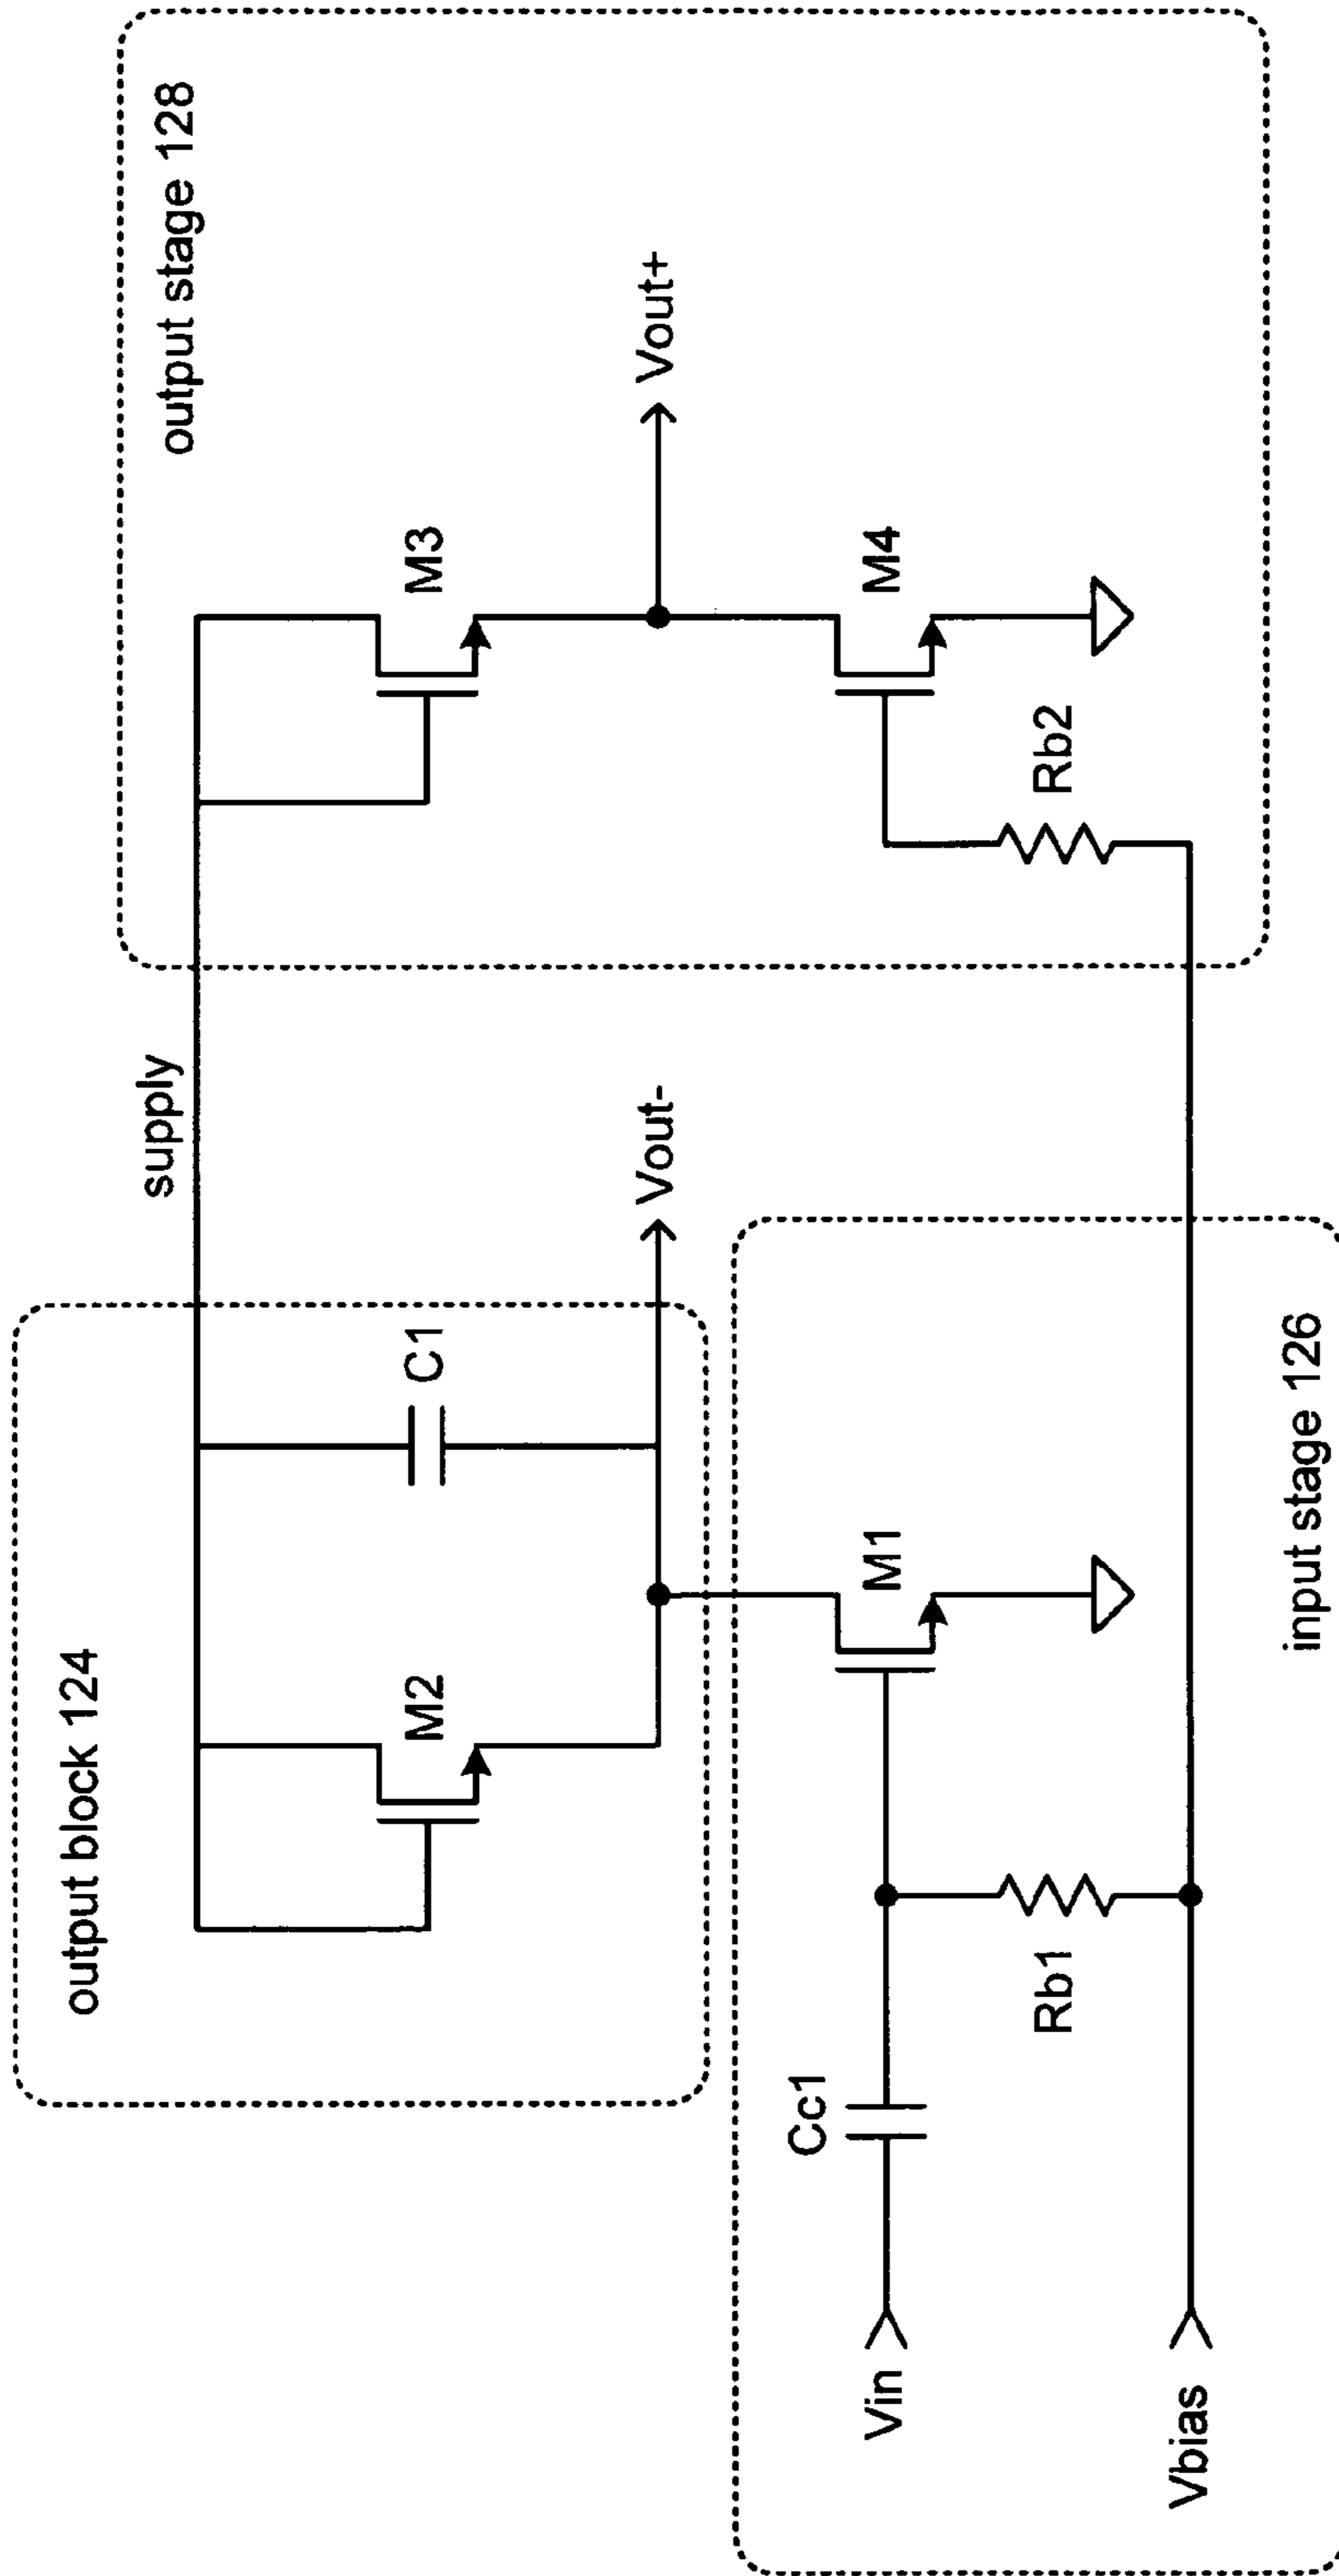 output block 124
supply
output stage 128
M2
C1
M3
Vout-
Vout+
Cc1
Vin
M1
M4
Rb1
Rb2
Vbias
input stage 126